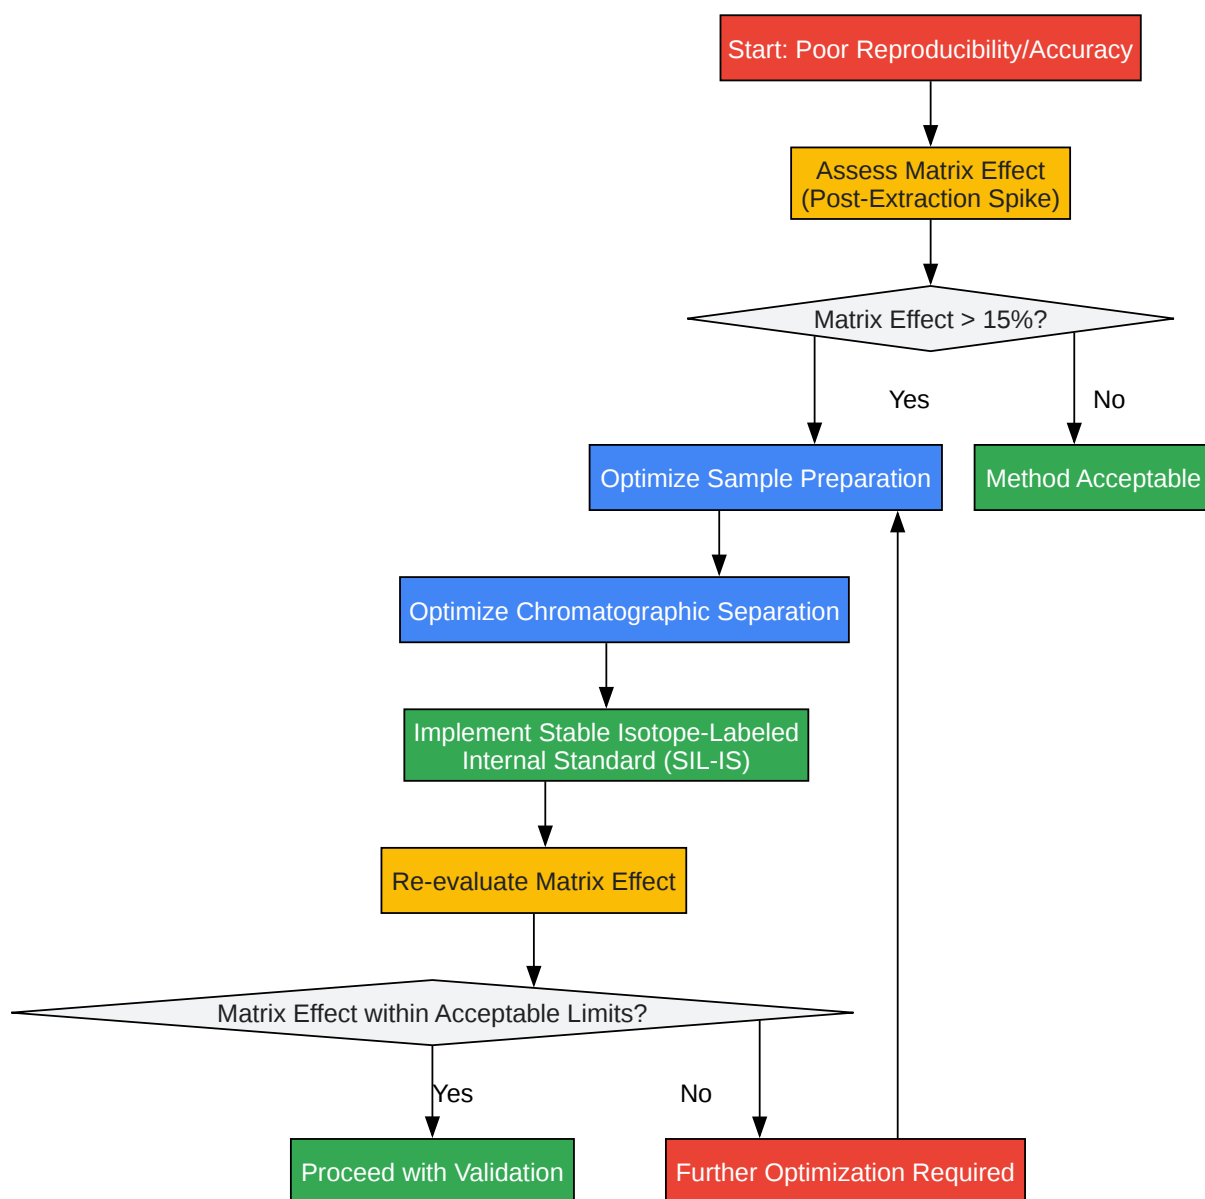 Start: Poor Reproducibility/Accuracy
Assess Matrix Effect
(Post-Extraction Spike)
Matrix Effect > 15%?
Yes
No
Optimize Sample Preparation
Method Acceptable
Optimize Chromatographic Separation
Implement Stable Isotope-Labeled
Internal Standard (SIL-IS)
Re-evaluate Matrix Effect
Matrix Effect within Acceptable Limits?
Yes
No
Proceed with Validation
Further Optimization Required